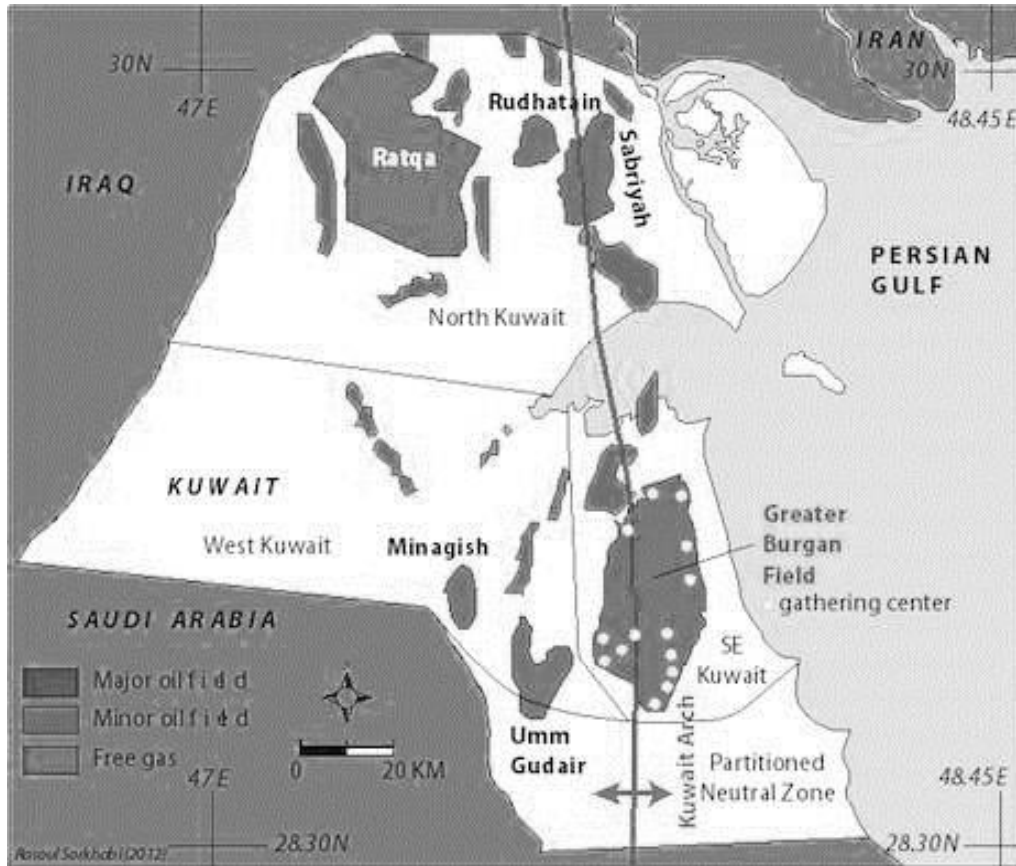 IRAN
30N
30N
47E
48.45E
Rudhatain
Ratqa
Sabriyah
IRAQ
PERSIAN
GULF
North Kuwait
KUWAIT
West Kuwait
Minagish
Greater
Burgan
Field
gathering center
SAUDI ARABIA
SE
Kuwait
Major oil field
Minor oil field
Free gas
0 20 KM
Umm
Gudair
Kuwait Arch
Partitioned
Neutral Zone
47E
48.45E
28.30N
28.30N
Rasoul Sorkhabi (2012)